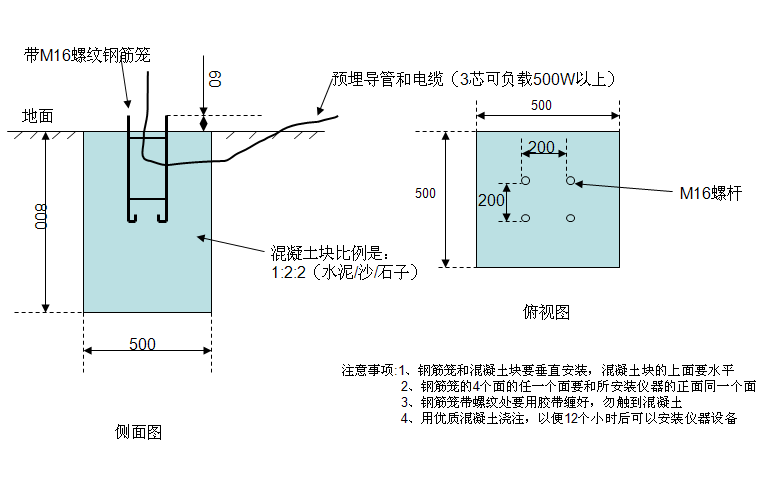 带M16螺纹钢筋笼
60
预埋导管和电缆（3芯可负载500W以上）
地面
800
混凝土块比例是：
1:2:2（水泥/沙/石子）
500
侧面图
500
500
200
200
M16螺杆
俯视图
注意事项:1、钢筋笼和混凝土块要垂直安装，混凝土块的上面要水平
2、钢筋笼的4个面的任一个面要和所安装仪器的正面同一个面
3、钢筋笼带螺纹处要用胶带缠好，勿触到混凝土
4、用优质混凝土浇注，以便12个小时后可以安装仪器设备